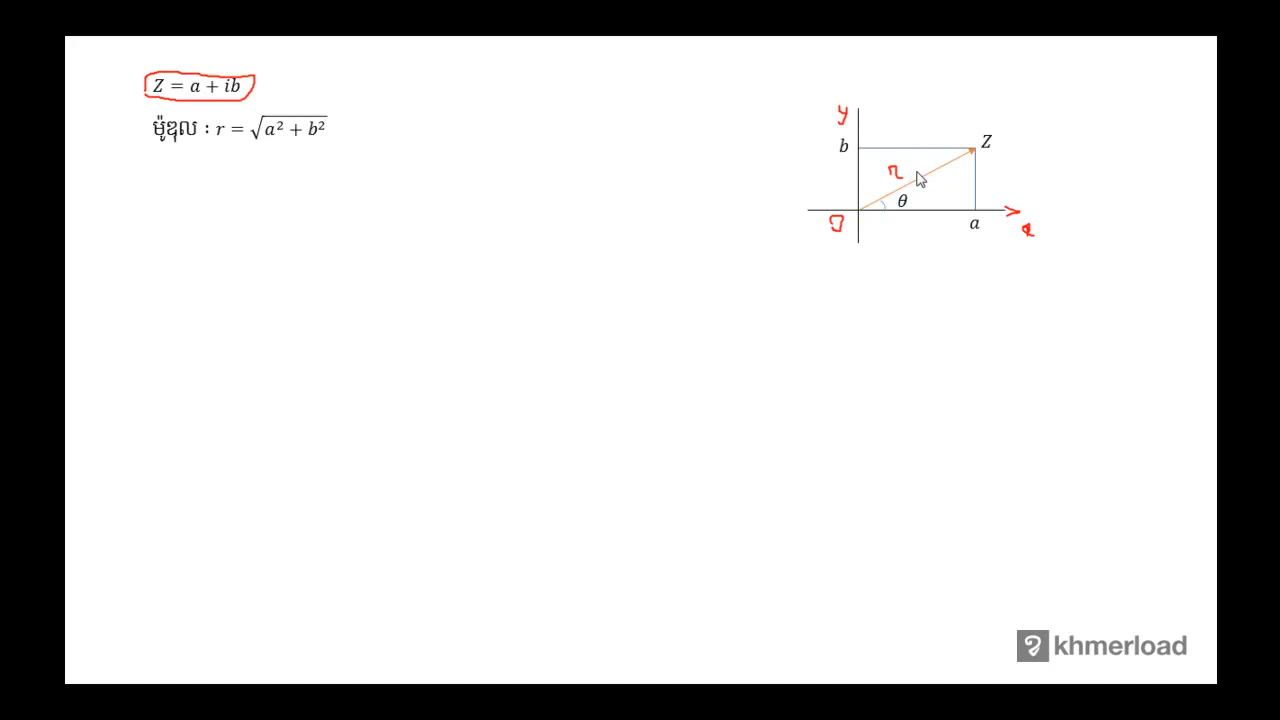 Z = a + ib
ម៉ូឌុល : r = √(a² + b²)
y
b
Z
r
θ
a
x
khmerload